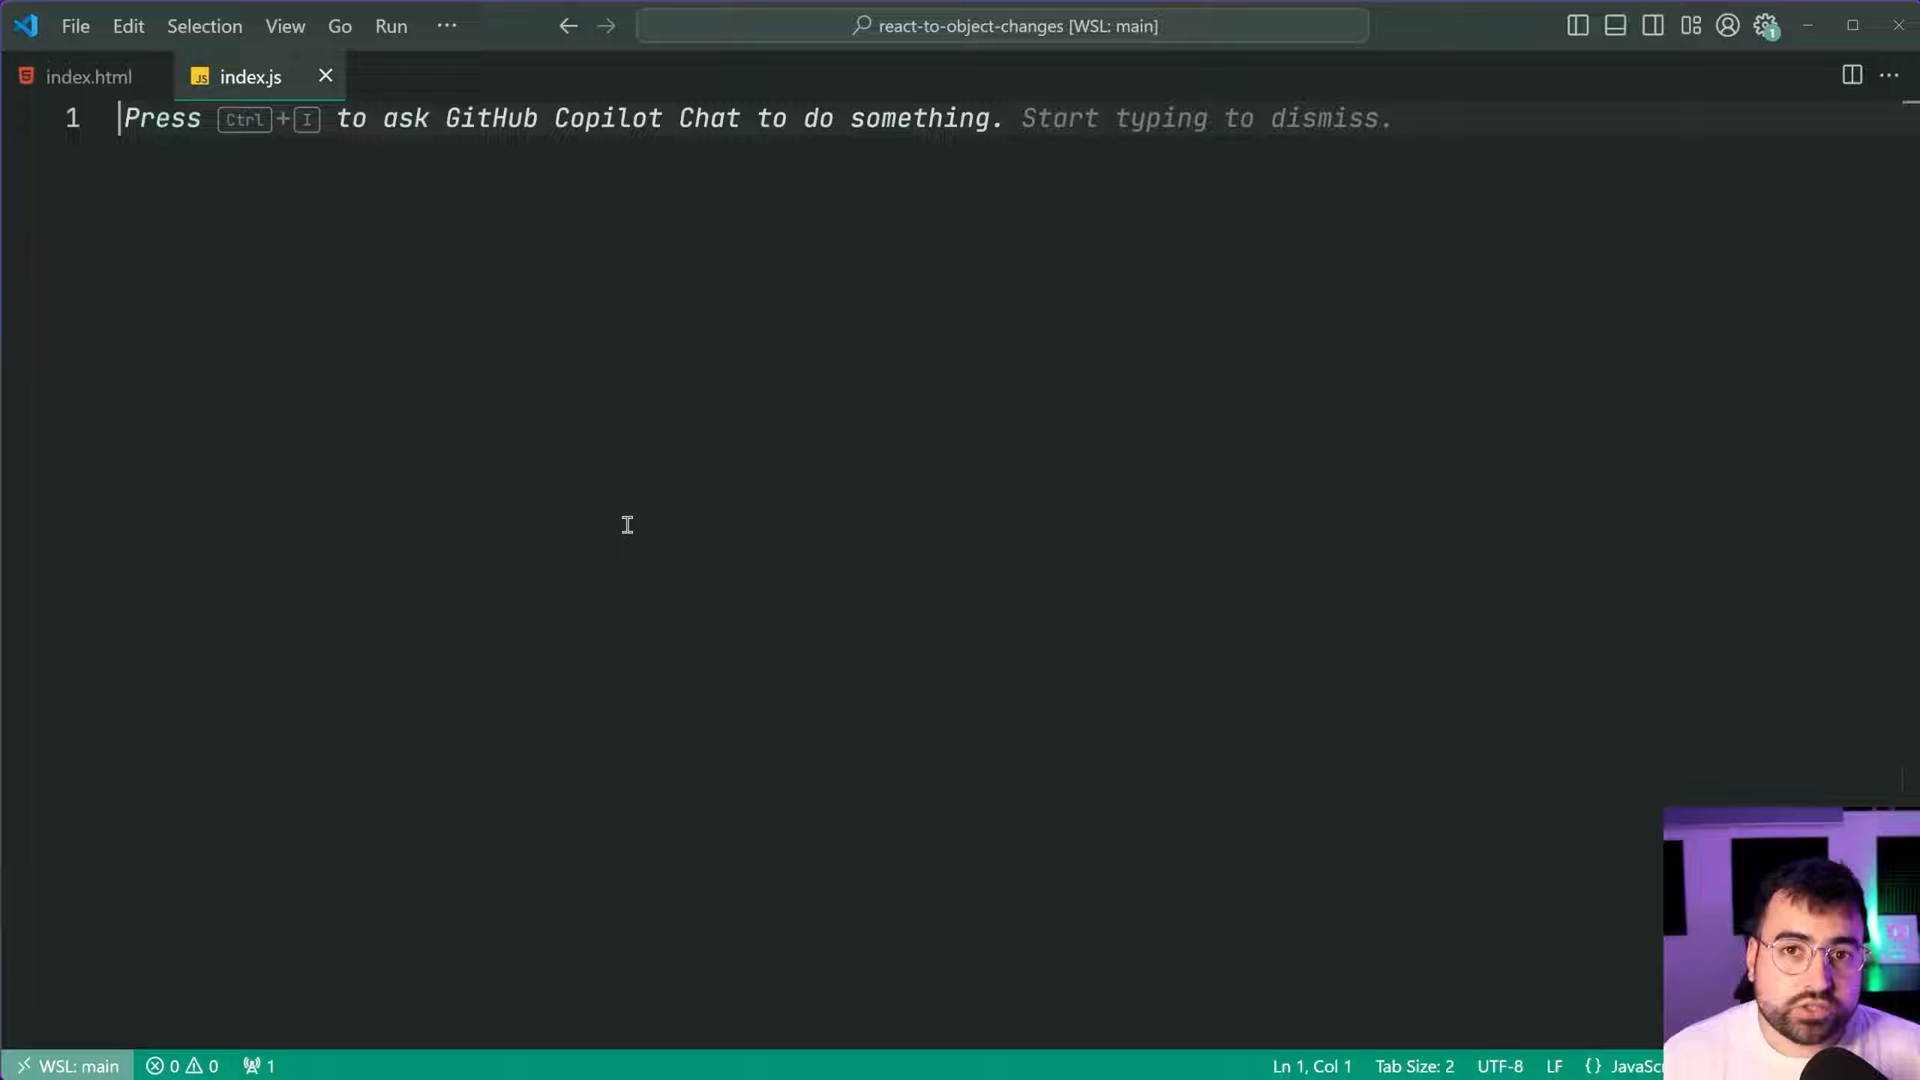 File Edit Selection View Go Run ···
react-to-object-changes [WSL: main]
1
index.html
JS index.js
1 Press Ctrl+I to ask GitHub Copilot Chat to do something. Start typing to dismiss.
WSL: main 0 0 1
Ln 1, Col 1 Tab Size: 2 UTF-8 LF {} JavaSc